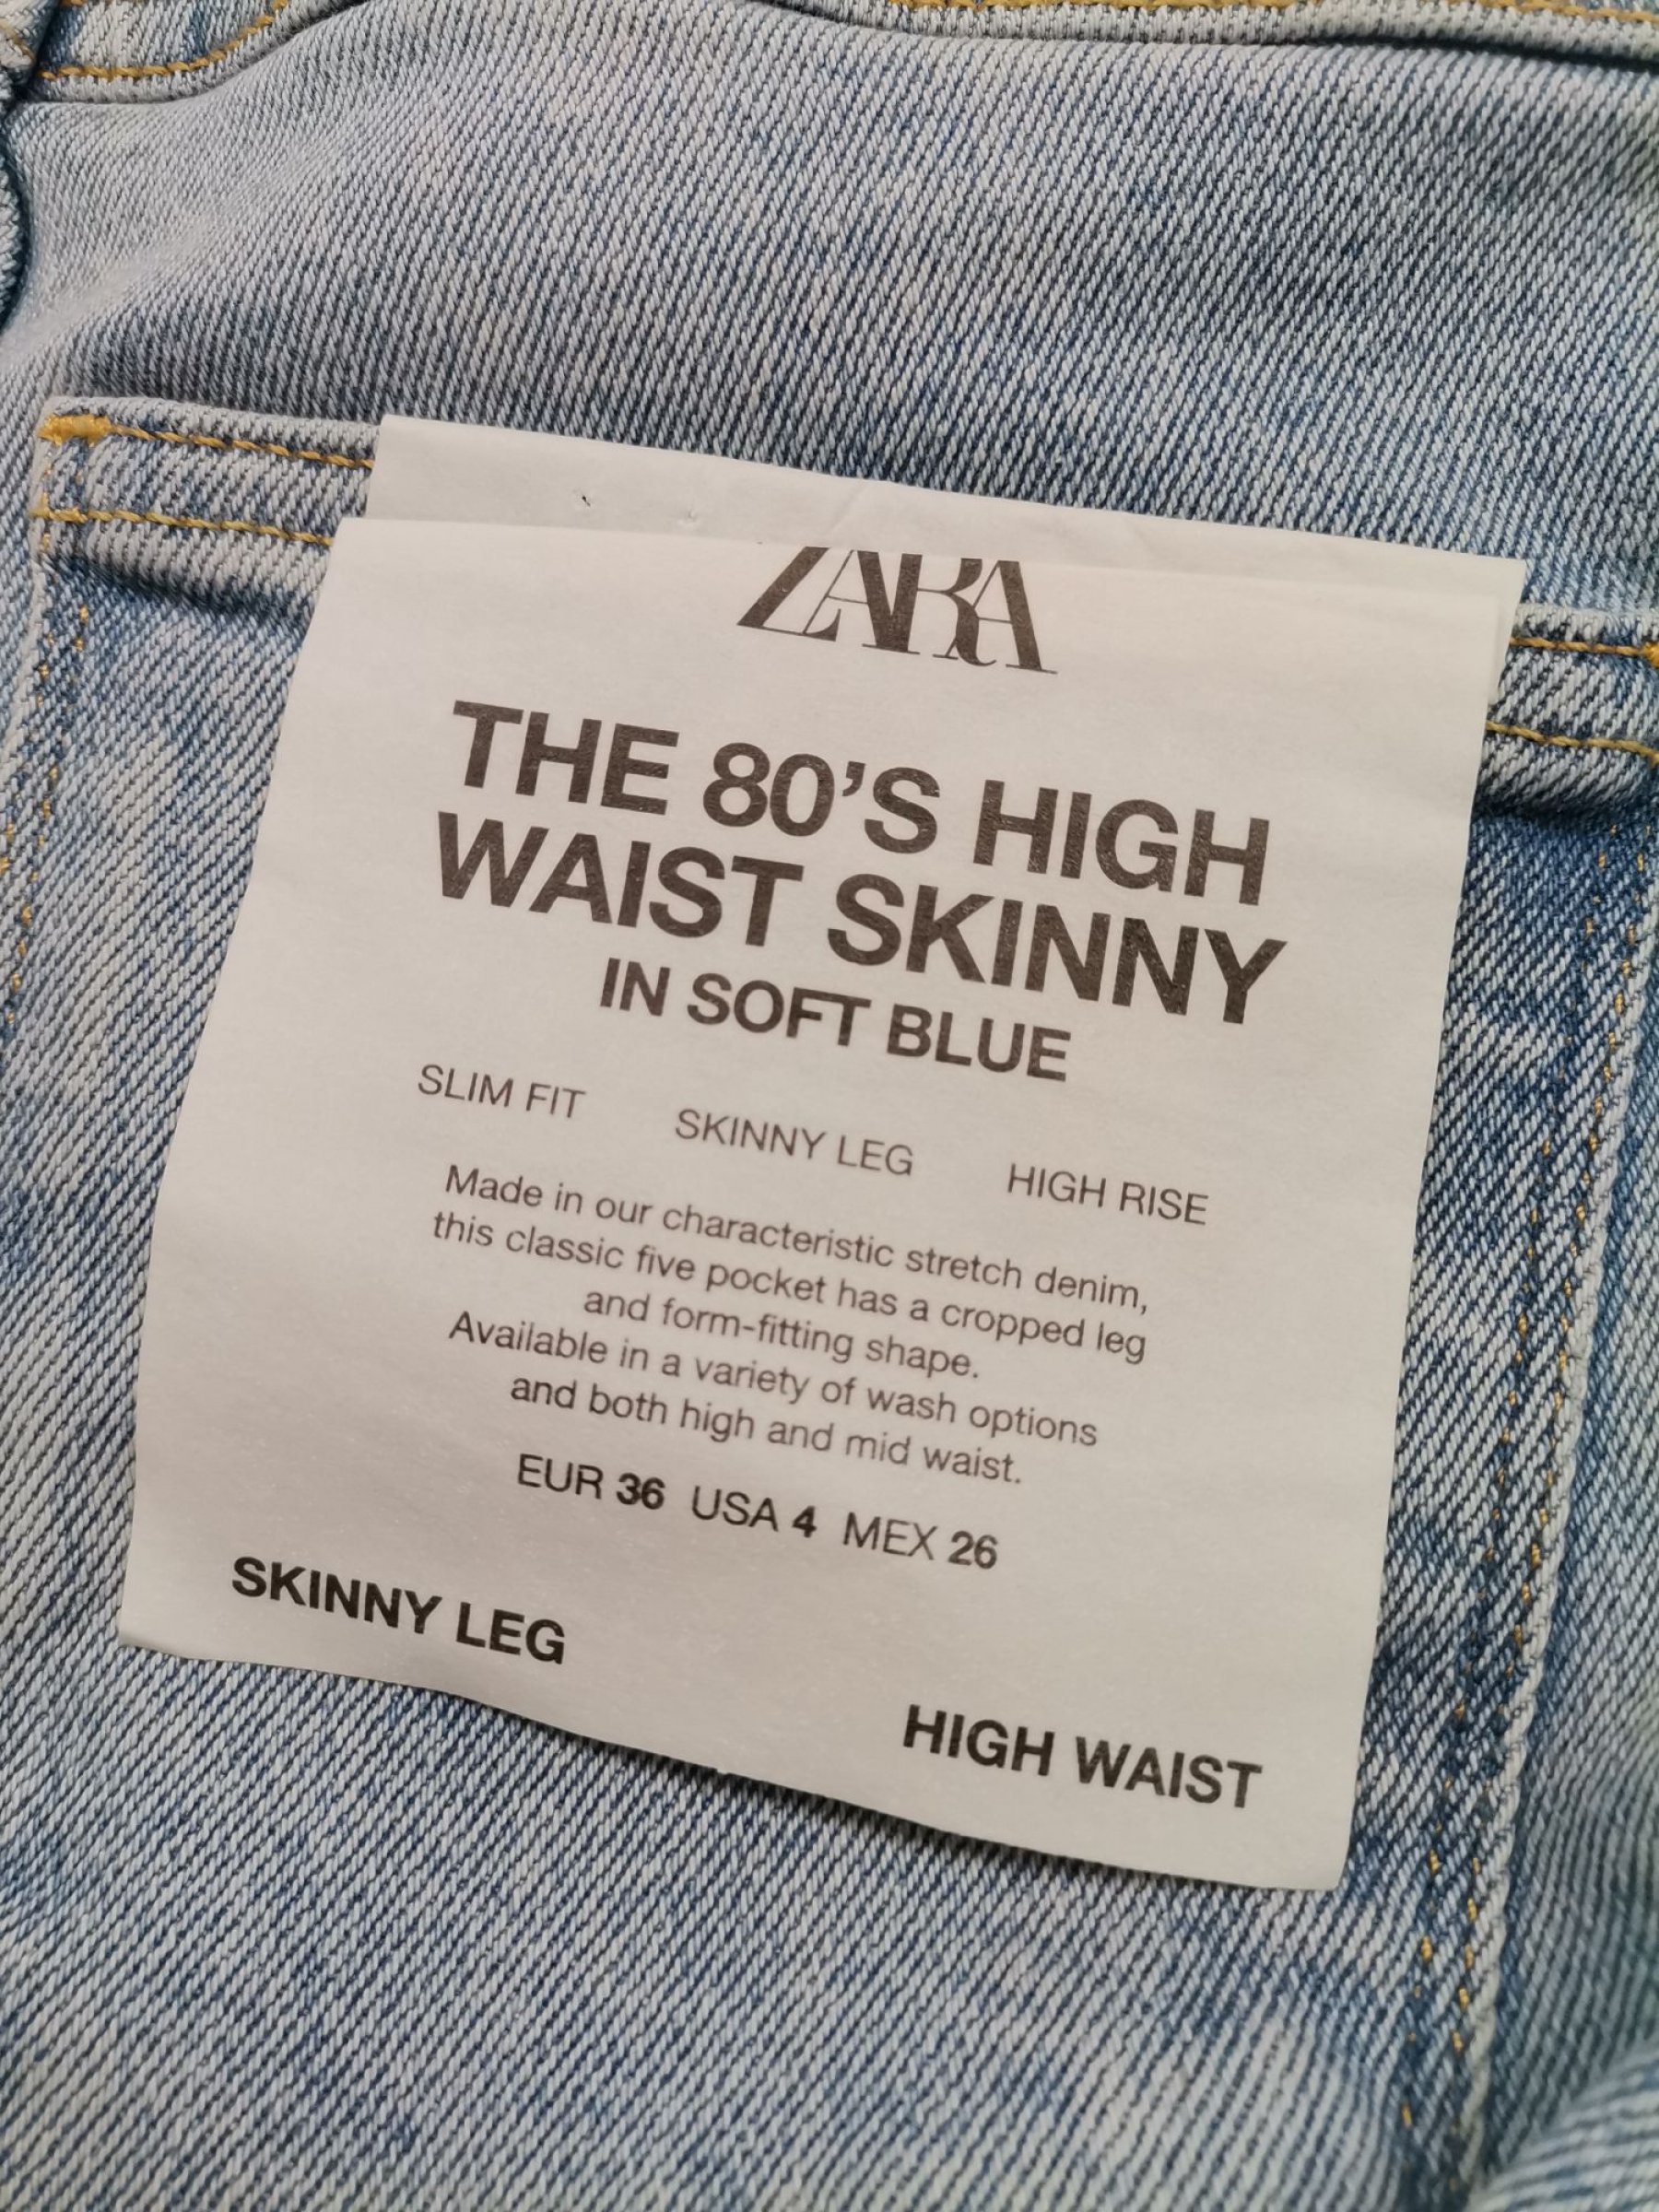 ZARA
THE 80'S HIGH
WAIST SKINNY
IN SOFT BLUE
SLIM FIT SKINNY LEG HIGH RISE
Made in our characteristic stretch denim,
this classic five pocket has a cropped leg
and form-fitting shape.
Available in a variety of wash options
and both high and mid waist.
EUR 36 USA 4 MEX 26
SKINNY LEG
HIGH WAIST